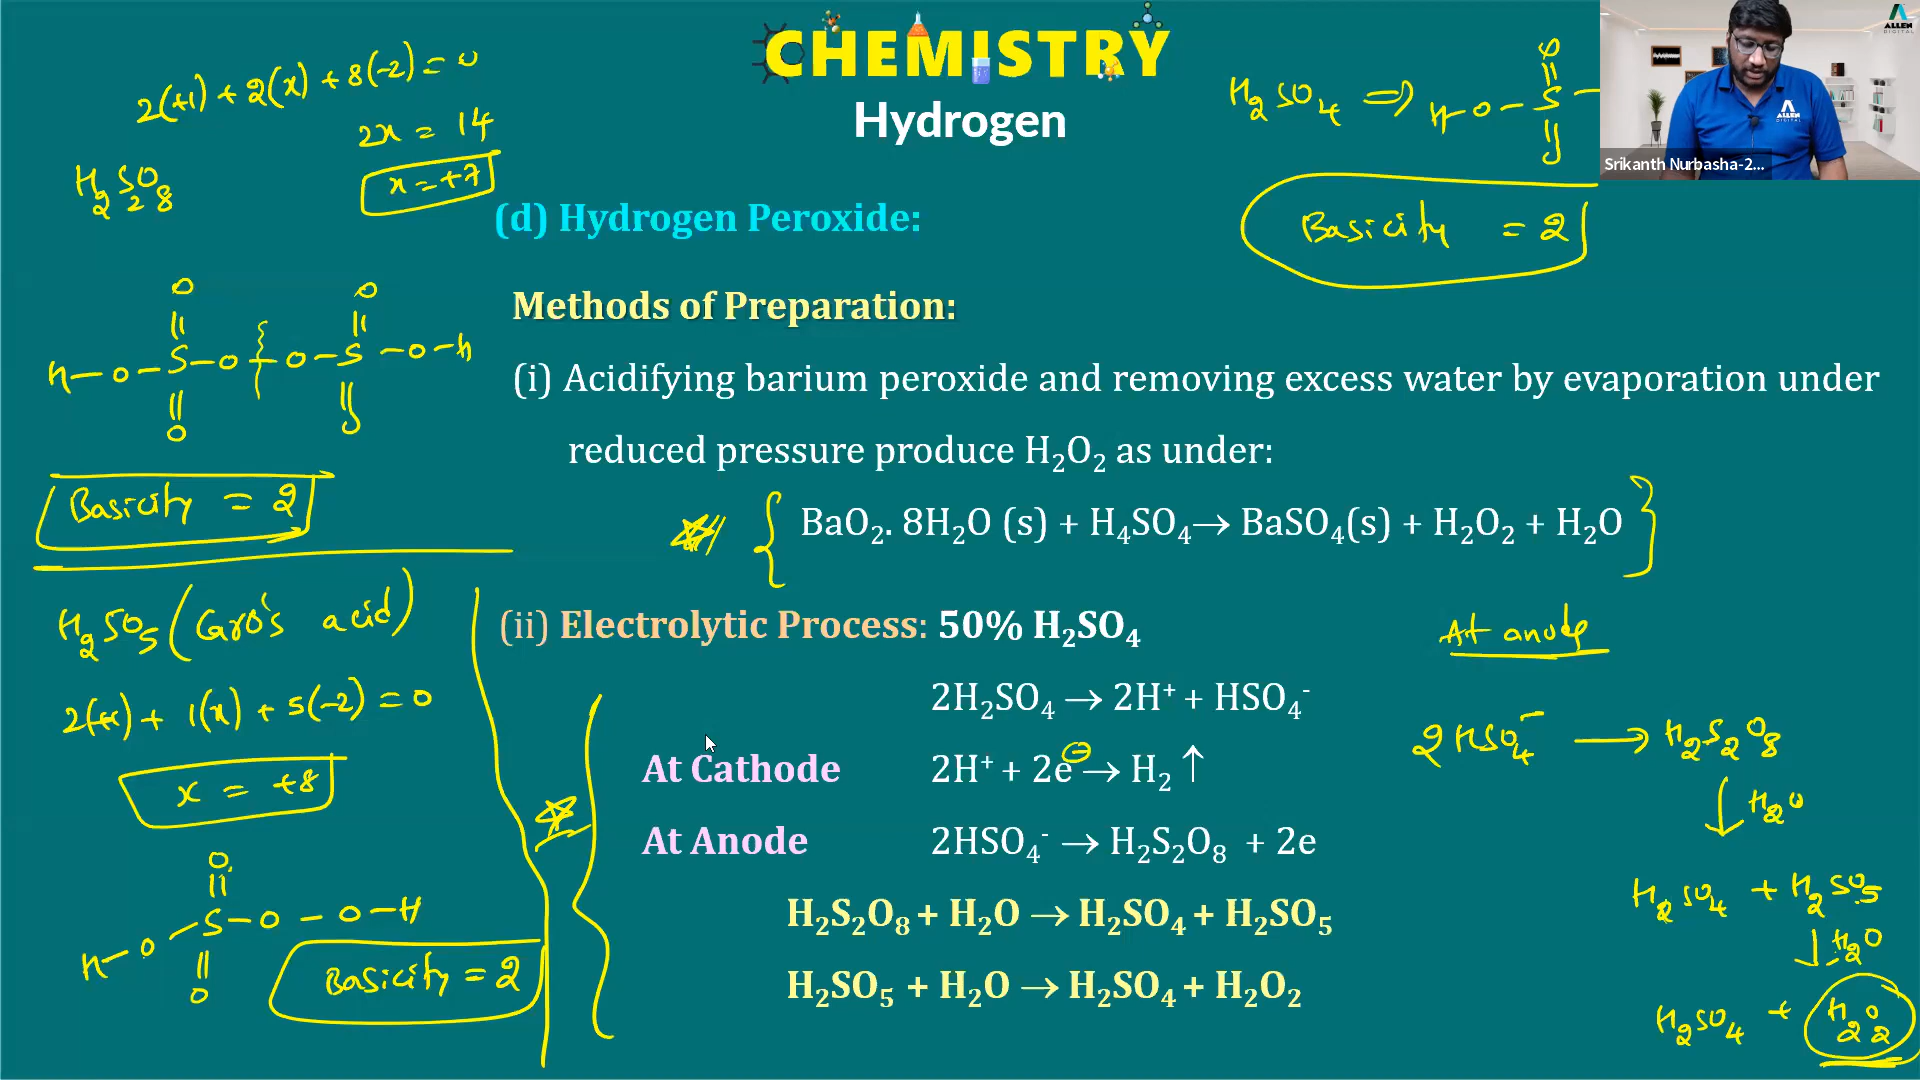 CHEMISTRY
Hydrogen
(d) Hydrogen Peroxide:
Methods of Preparation:
(i) Acidifying barium peroxide and removing excess water by evaporation under
reduced pressure produce H₂O₂ as under:
BaO₂. 8H₂O (s) + H₄SO₄→ BaSO₄(s) + H₂O₂ + H₂O
(ii) Electrolytic Process: 50% H₂SO₄
2H₂SO₄ → 2H⁺ + HSO₄⁻
At Cathode 2H⁺ + 2e⊖ → H₂ ↑
At Anode 2HSO₄⁻ → H₂S₂O₈ + 2e
H₂S₂O₈ + H₂O → H₂SO₄ + H₂SO₅
H₂SO₅ + H₂O → H₂SO₄ + H₂O₂
2(+1) + 2(x) + 8(-2) = 0
2x = 14
x = +7
H₂S₂O₈
O O
H-O-S-O-O-S-O-H
O O
Basicity = 2
H₂SO₅ (Caro's acid)
2(+1) + 1(x) + 5(-2) = 0
x = +8
O
H-O-S-O-O-H
O
Basicity = 2
H₂SO₄ ⇒ H-O-S-
O
O
Basicity = 2
At anode
2HSO₄⁻ → H₂S₂O₈
↓ H₂O
H₂SO₄ + H₂SO₅
↓ H₂O
H₂SO₄ + H₂O₂
ALLEN
DIGITAL
ALLEN
DIGITAL
Srikanth Nurbasha-2...